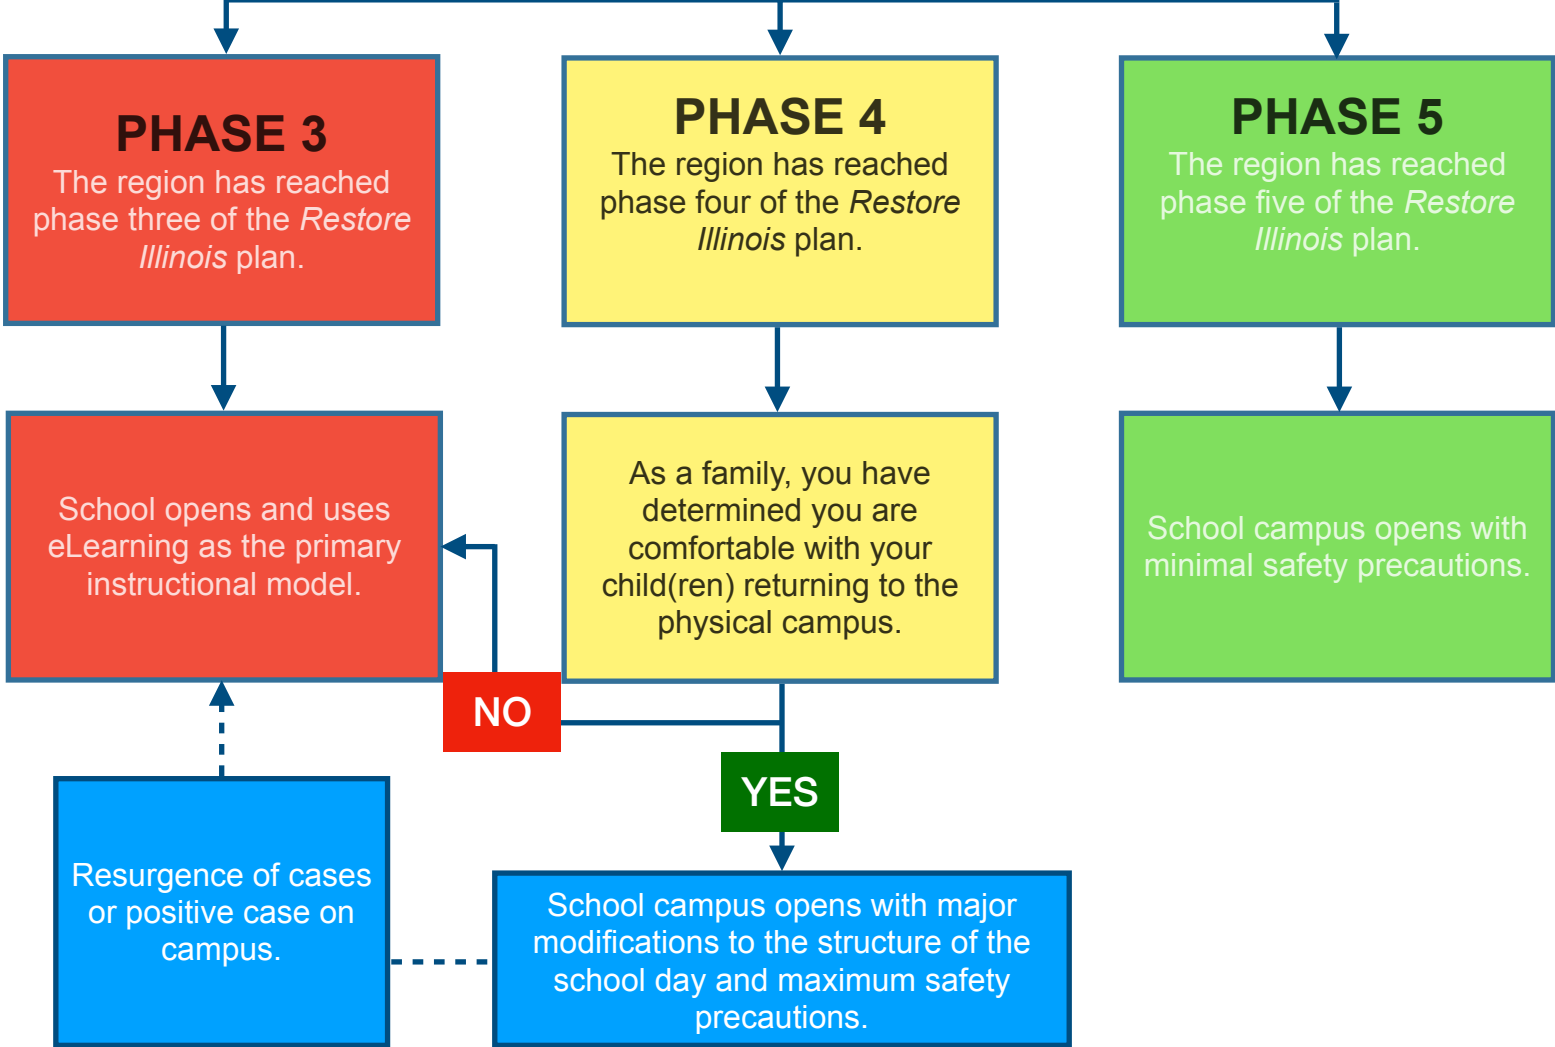 PHASE 3
The region has reached
phase three of the Restore
Illinois plan.
PHASE 4
The region has reached
phase four of the Restore
Illinois plan.
PHASE 5
The region has reached
phase five of the Restore
Illinois plan.
School opens and uses
eLearning as the primary
instructional model.
As a family, you have
determined you are
comfortable with your
child(ren) returning to the
physical campus.
School campus opens with
minimal safety precautions.
NO
YES
Resurgence of cases
or positive case on
campus.
School campus opens with major
modifications to the structure of the
school day and maximum safety
precautions.